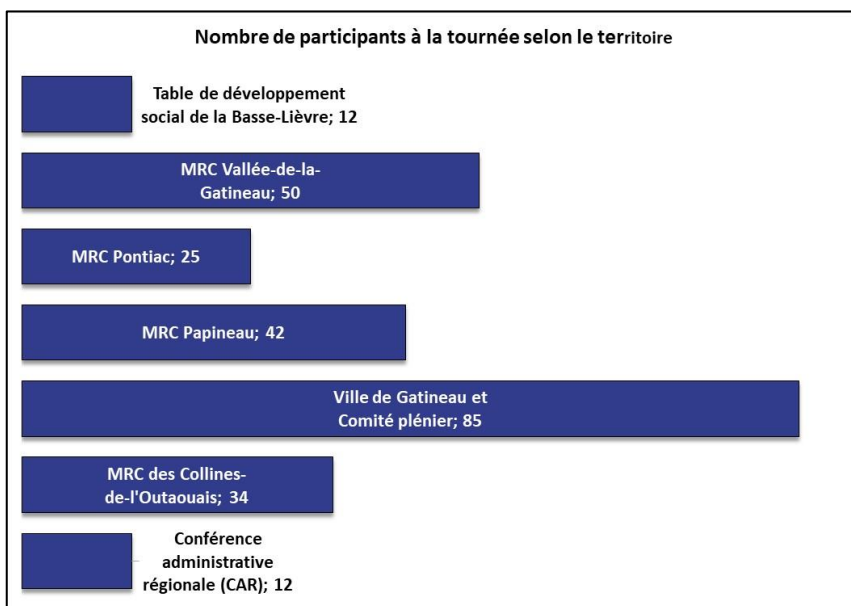 Nombre de participants à la tournée selon le territoire
Table de développement
social de la Basse-Lièvre; 12
MRC Vallée-de-la-
Gatineau; 50
MRC Pontiac; 25
MRC Papineau; 42
Ville de Gatineau et
Comité plénier; 85
MRC des Collines-
de-l'Outaouais; 34
Conférence
administrative
régionale (CAR); 12